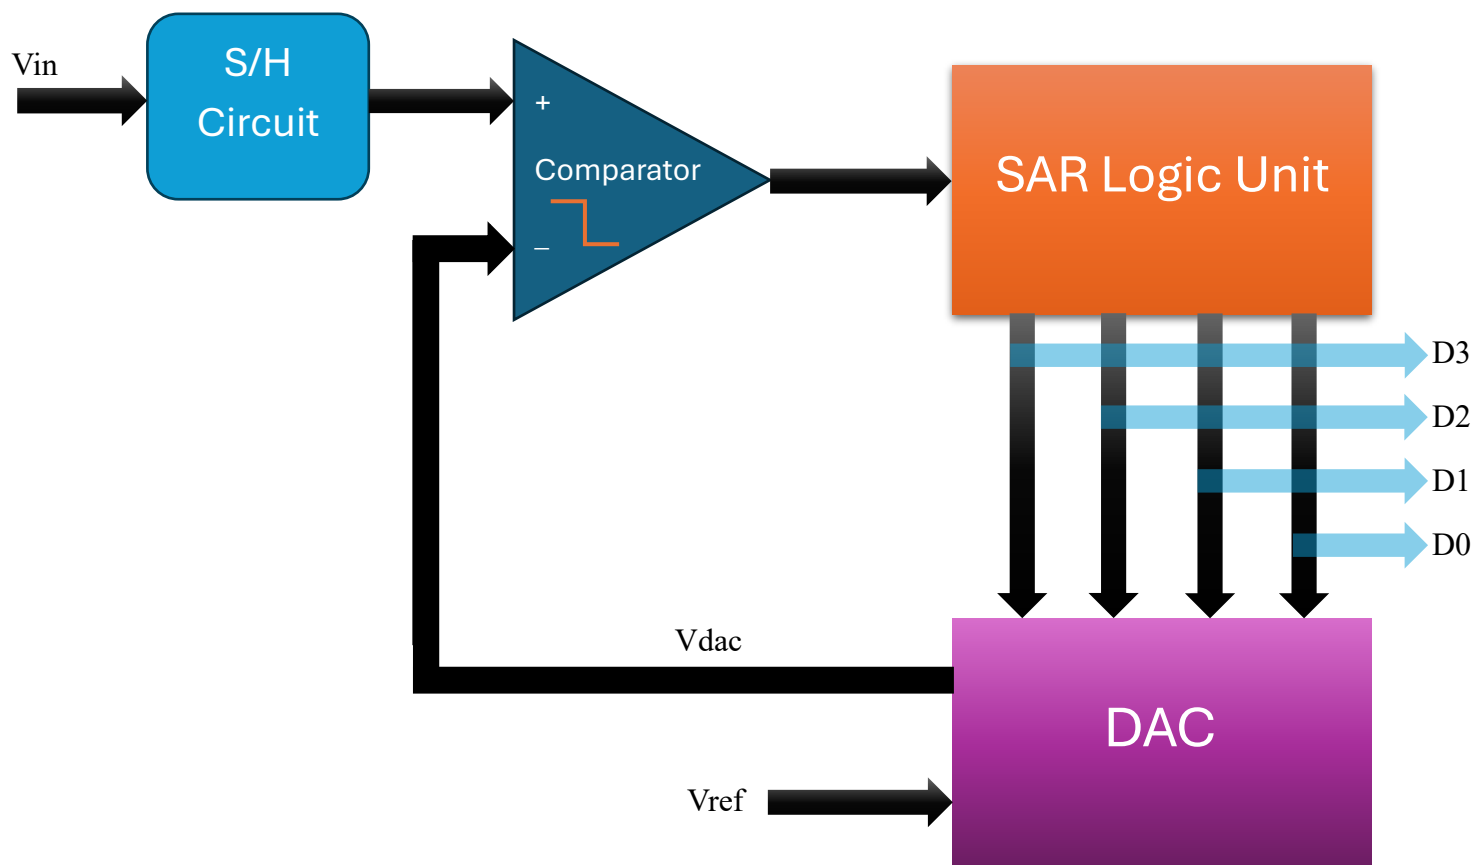 Vin
S/H
Circuit
+
Comparator
–
SAR Logic Unit
D3
D2
D1
D0
Vdac
DAC
Vref